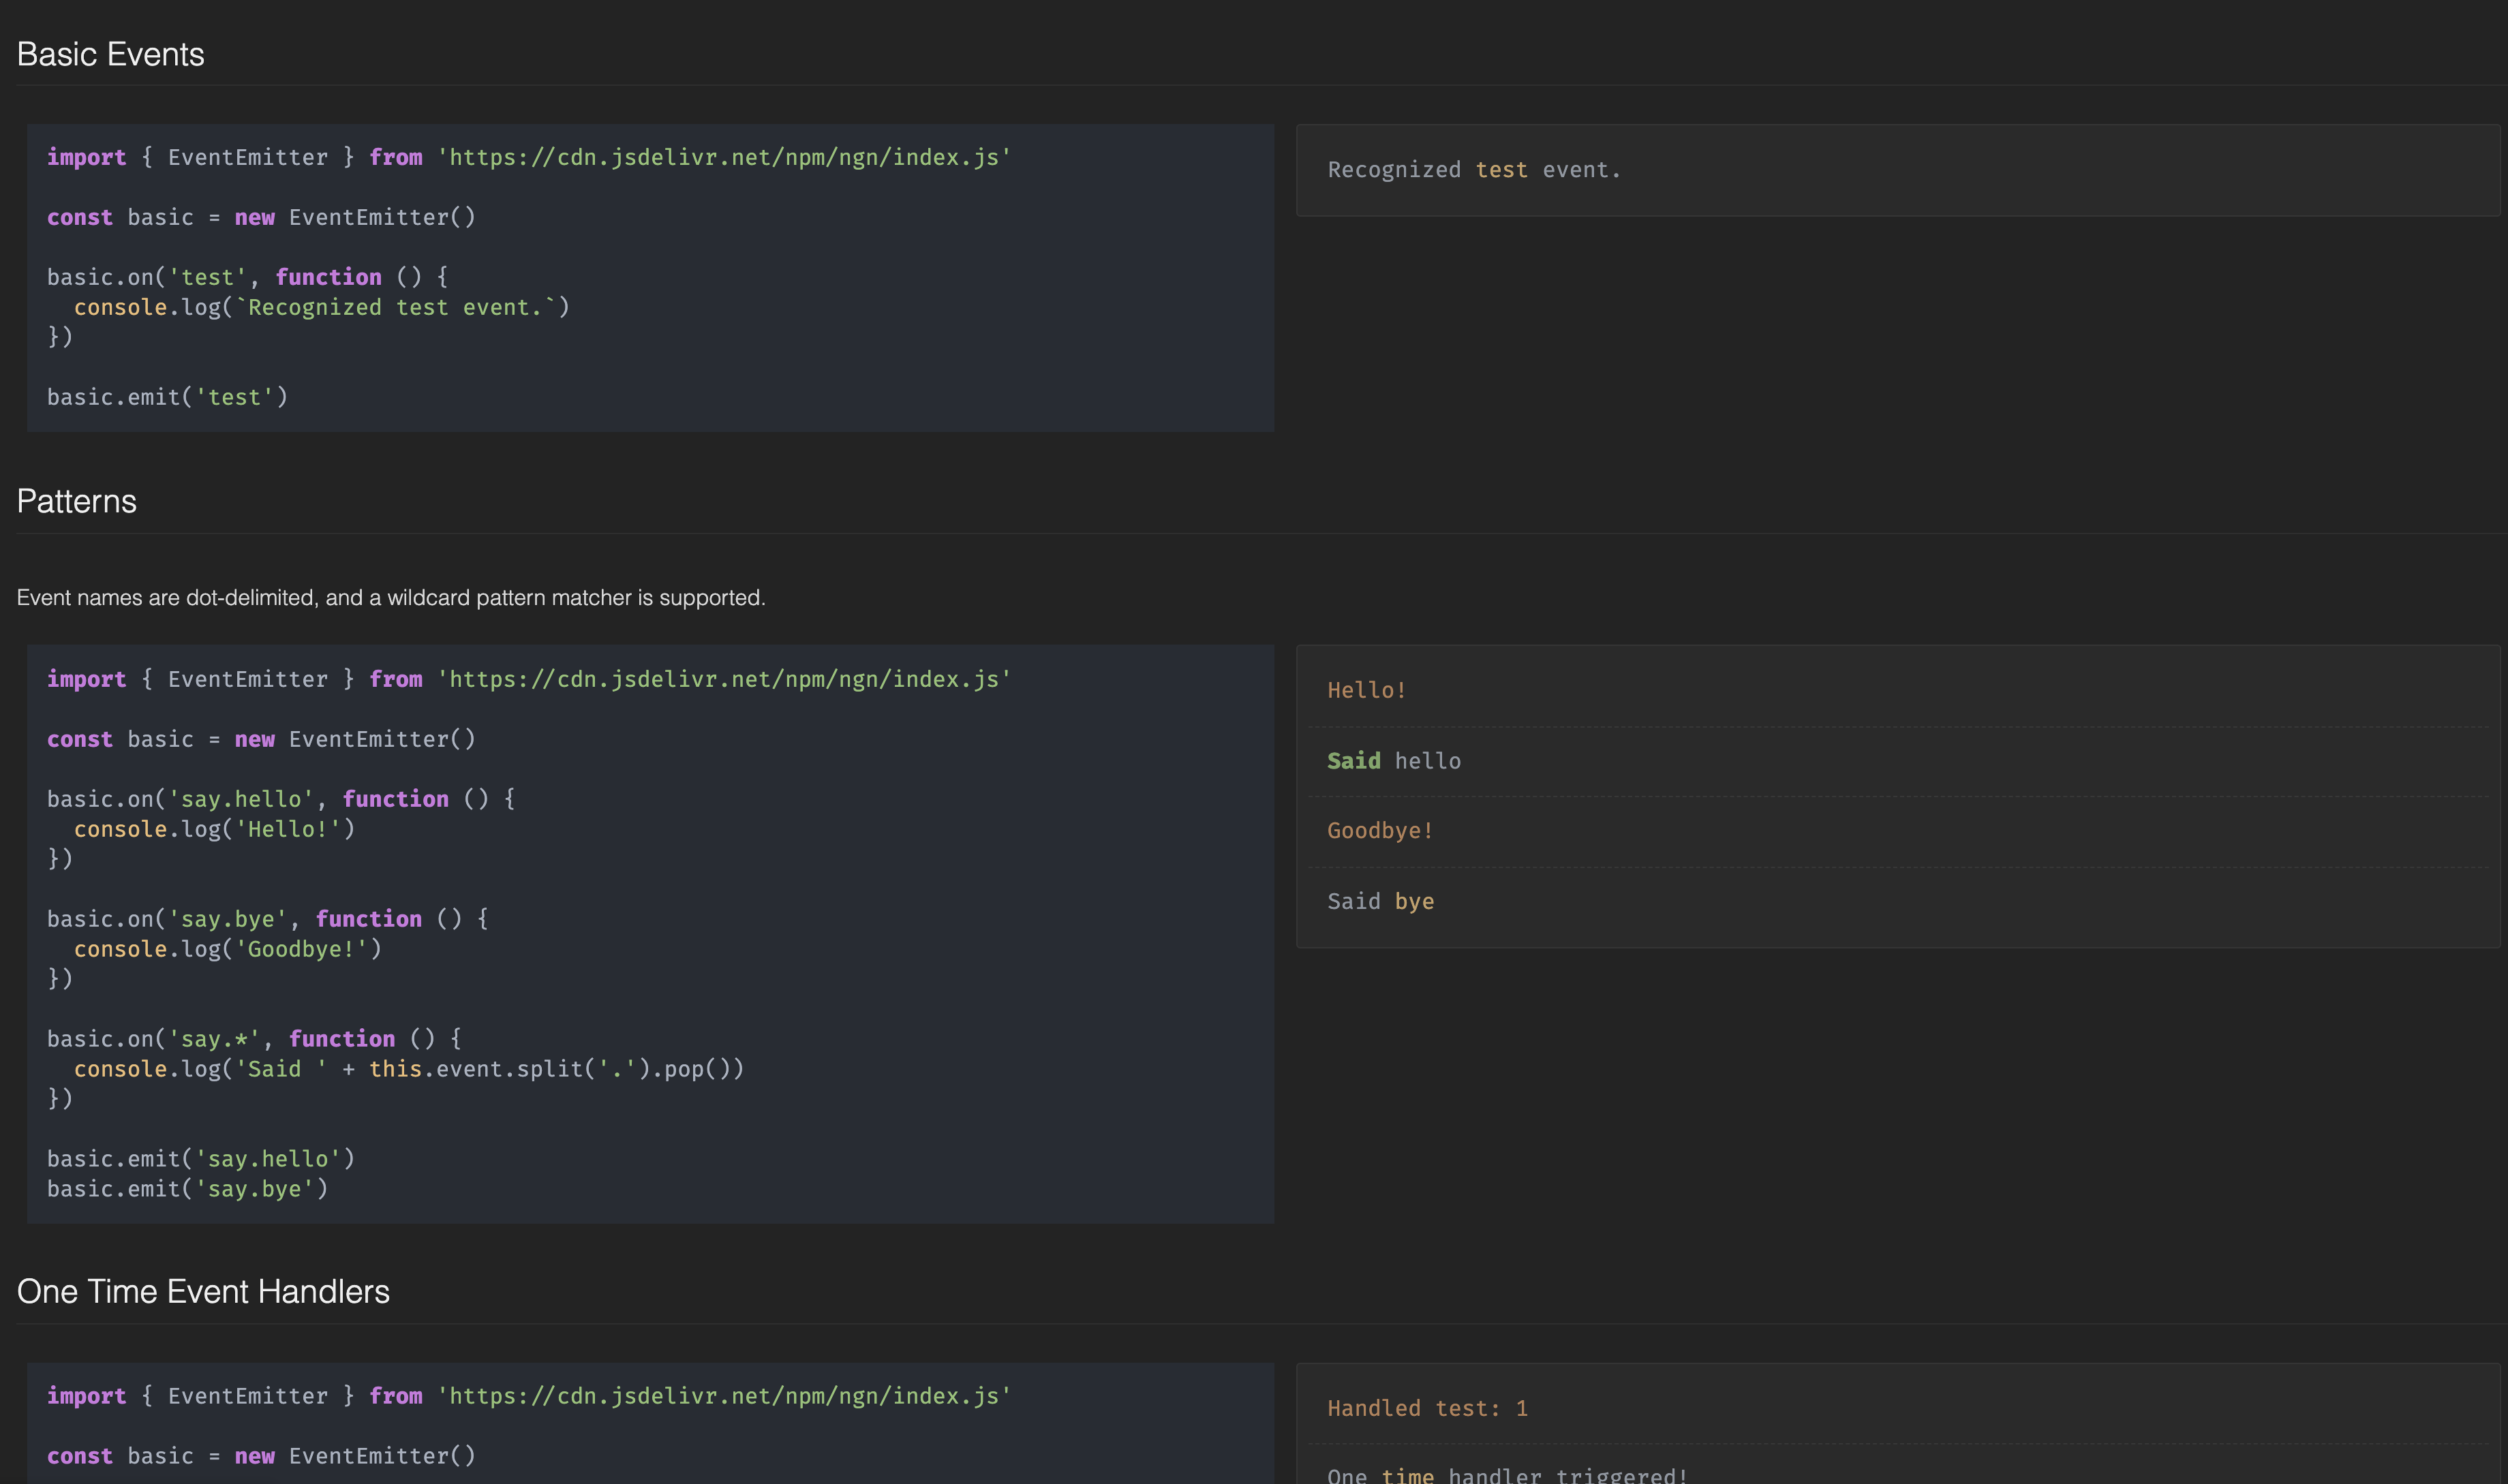 Basic Events
import { EventEmitter } from 'https://cdn.jsdelivr.net/npm/ngn/index.js'
const basic = new EventEmitter()
basic.on('test', function () {
  console.log(`Recognized test event.`)
})
basic.emit('test')
Recognized test event.
Patterns
Event names are dot-delimited, and a wildcard pattern matcher is supported.
import { EventEmitter } from 'https://cdn.jsdelivr.net/npm/ngn/index.js'
const basic = new EventEmitter()
basic.on('say.hello', function () {
  console.log('Hello!')
})
basic.on('say.bye', function () {
  console.log('Goodbye!')
})
basic.on('say.*', function () {
  console.log('Said ' + this.event.split('.').pop())
})
basic.emit('say.hello')
basic.emit('say.bye')
Hello!
Said hello
Goodbye!
Said bye
One Time Event Handlers
import { EventEmitter } from 'https://cdn.jsdelivr.net/npm/ngn/index.js'
const basic = new EventEmitter()
Handled test: 1
One time handler triggered!